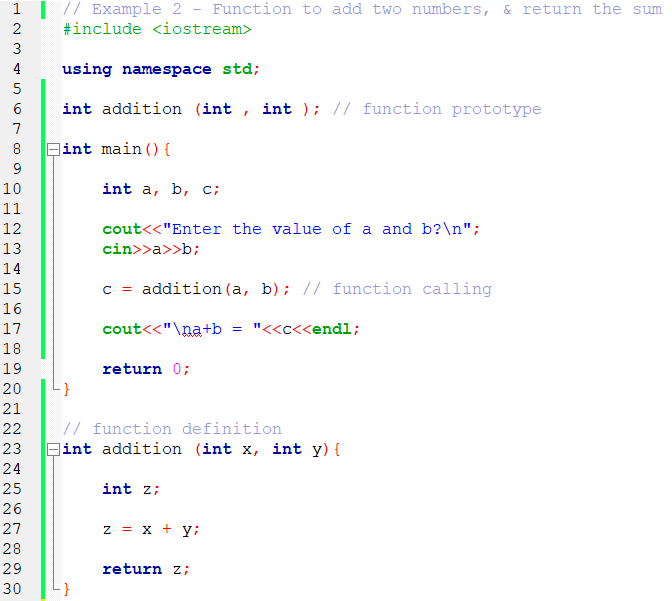 1 // Example 2 - Function to add two numbers, & return the sum
2 #include <iostream>
3
4 using namespace std;
5
6 int addition (int , int ); // function prototype
7
8 int main(){
9
10 int a, b, c;
11
12 cout<<"Enter the value of a and b?\n";
13 cin>>a>>b;
14
15 c = addition(a, b); // function calling
16
17 cout<<"\na+b = "<<c<<endl;
18
19 return 0;
20 }
21
22 // function definition
23 int addition (int x, int y){
24
25 int z;
26
27 z = x + y;
28
29 return z;
30 }